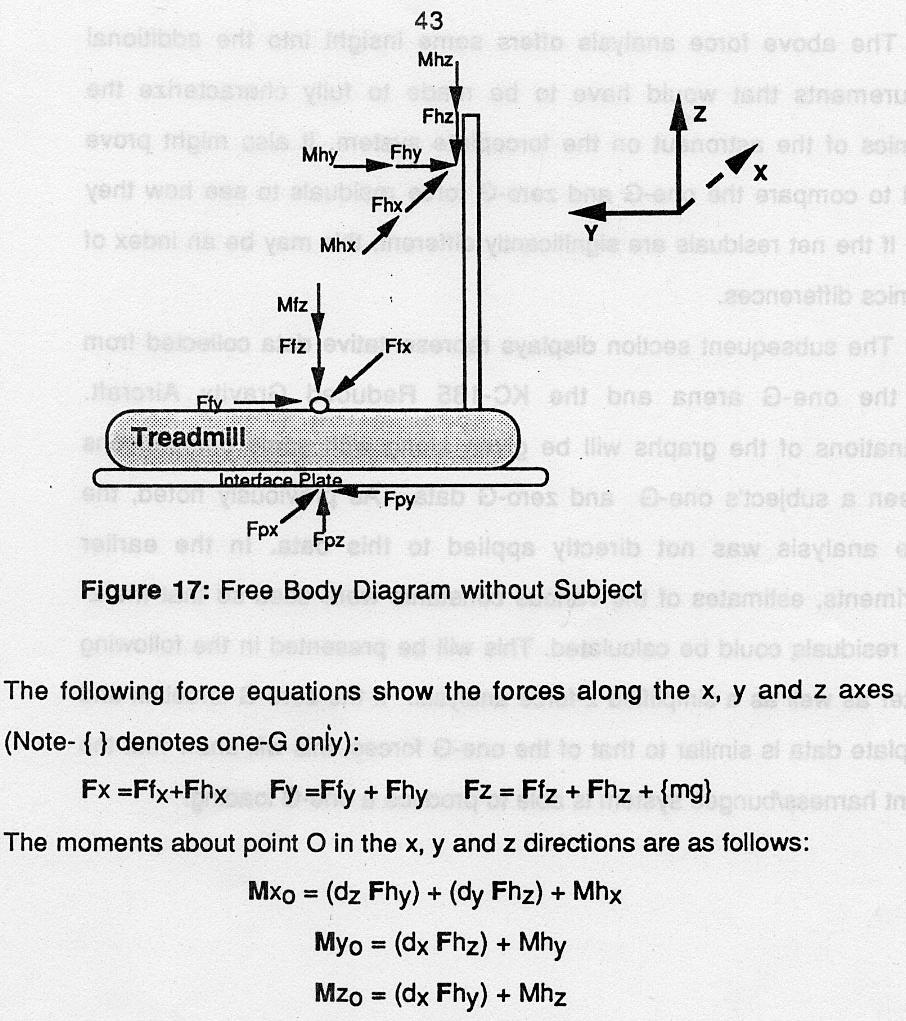 43
Mhz
Fhz
Z
Mhy
Fhy
X
Fhx
Y
Mhx
Mfz
Ffz
Ffx
Ffy
Treadmill
Interface Plate
Fpy
Fpx
Fpz
Figure 17: Free Body Diagram without Subject
The following force equations show the forces along the x, y and z axes
(Note- { } denotes one-G only):
Fx =Ffx+Fhx Fy =Ffy + Fhy Fz = Ffz + Fhz + {mg}
The moments about point O in the x, y and z directions are as follows:
Mxo = (dz Fhy) + (dy Fhz) + Mhx
Myo = (dx Fhz) + Mhy
Mzo = (dx Fhy) + Mhz